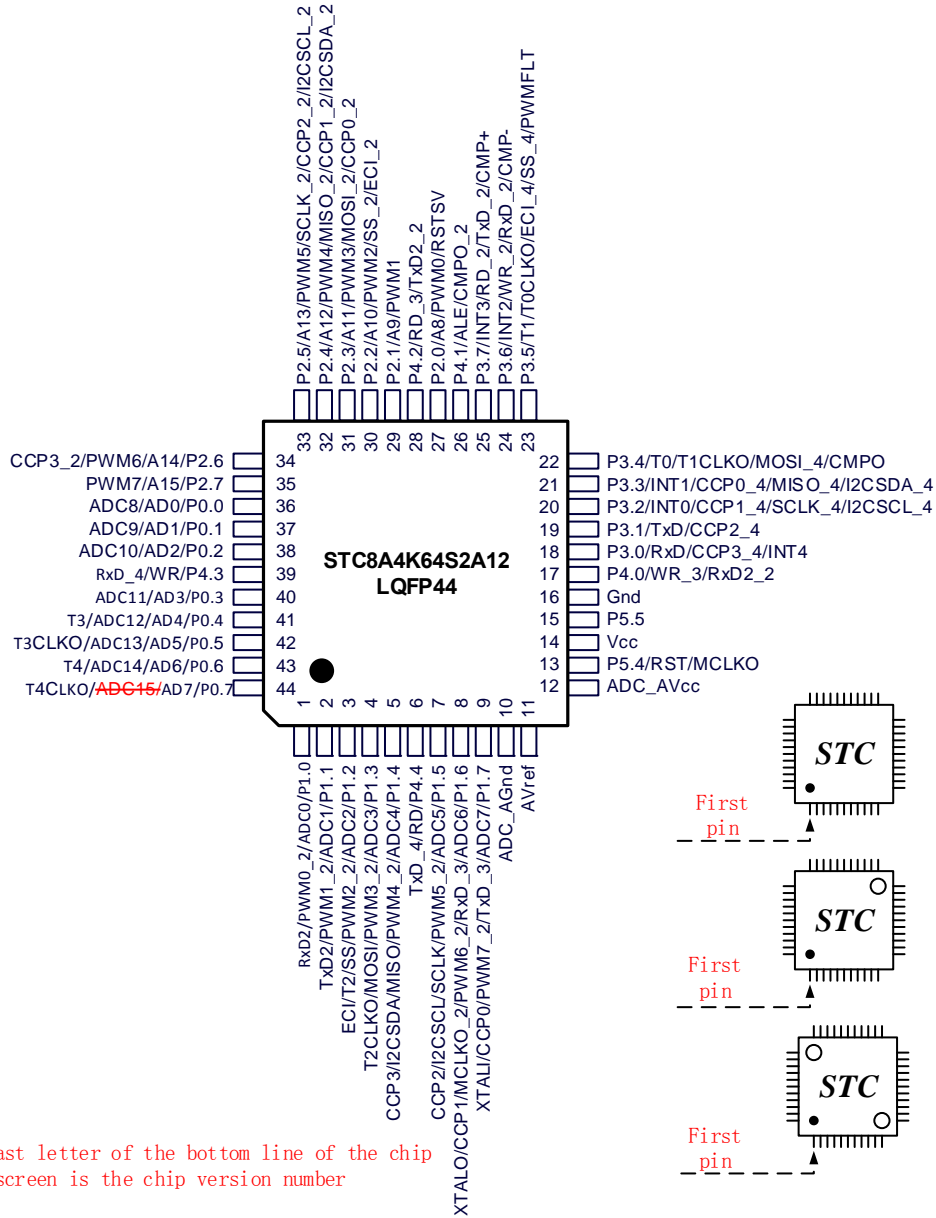 P2.5/A13/PWM5/SCLK_2/CCP2_2/I2CSCL_2
P2.4/A12/PWM4/MISO_2/CCP1_2/I2CSDA_2
P2.3/A11/PWM3/MOSI_2/CCP0_2
P2.2/A10/PWM2/SS_2/ECI_2
P2.1/A9/PWM1
P4.2/RD_3/TxD2_2
P2.0/A8/PWM0/RSTSV
P4.1/ALE/CMPO_2
P3.7/INT3/RD_2/TxD_2/CMP+
P3.6/INT2/WR_2/RxD_2/CMP-
P3.5/T1/T0CLKO/ECI_4/SS_4/PWMFLT
33 32 31 30 29 28 27 26 25 24 23
CCP3_2/PWM6/A14/P2.6 34
PWM7/A15/P2.7 35
ADC8/AD0/P0.0 36
ADC9/AD1/P0.1 37
ADC10/AD2/P0.2 38
RxD_4/WR/P4.3 39
ADC11/AD3/P0.3 40
T3/ADC12/AD4/P0.4 41
T3CLKO/ADC13/AD5/P0.5 42
T4/ADC14/AD6/P0.6 43
T4CLKO/ADC15/AD7/P0.7 44
STC8A4K64S2A12
LQFP44
22 P3.4/T0/T1CLKO/MOSI_4/CMPO
21 P3.3/INT1/CCP0_4/MISO_4/I2CSDA_4
20 P3.2/INT0/CCP1_4/SCLK_4/I2CSCL_4
19 P3.1/TxD/CCP2_4
18 P3.0/RxD/CCP3_4/INT4
17 P4.0/WR_3/RxD2_2
16 Gnd
15 P5.5
14 Vcc
13 P5.4/RST/MCLKO
12 ADC_AVcc
1 2 3 4 5 6 7 8 9 10 11
RxD2/PWM0_2/ADC0/P1.0
TxD2/PWM1_2/ADC1/P1.1
ECI/T2/SS/PWM2_2/ADC2/P1.2
T2CLKO/MOSI/PWM3_2/ADC3/P1.3
CCP3/I2CSDA/MISO/PWM4_2/ADC4/P1.4
TxD_4/RD/P4.4
CCP2/I2CSCL/SCLK/PWM5_2/ADC5/P1.5
XTALO/CCP1/MCLKO_2/PWM6_2/RxD_3/ADC6/P1.6
XTALI/CCP0/PWM7_2/TxD_3/ADC7/P1.7
ADC_AGnd
AVref
STC
First
pin
STC
First
pin
STC
First
pin
ast letter of the bottom line of the chip
screen is the chip version number